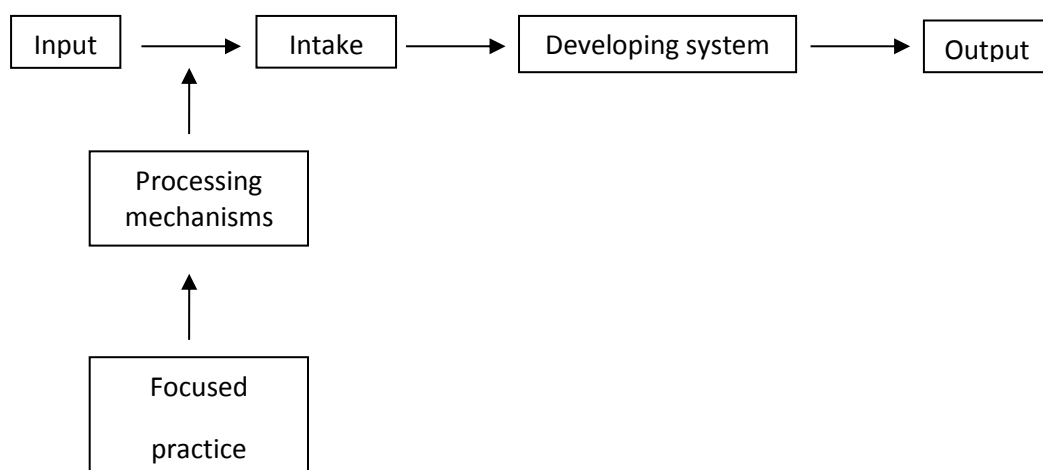 Input
Intake
Developing system
Output
Processing
mechanisms
Focused
practice